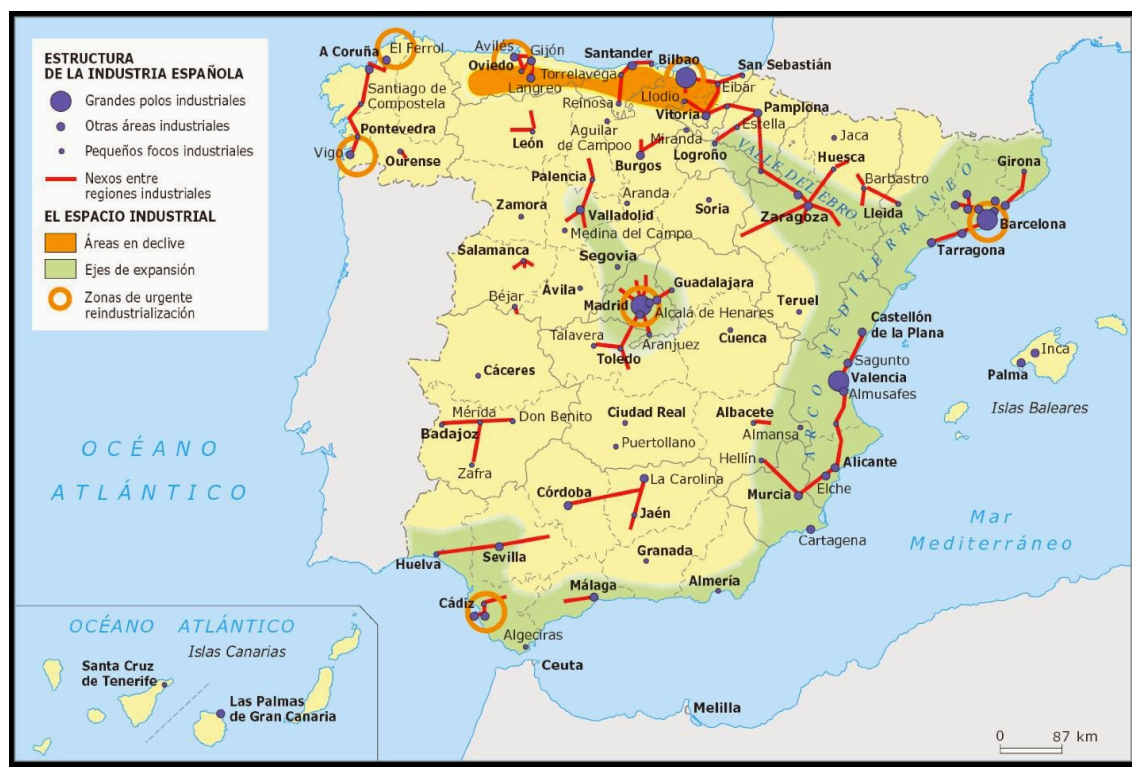 ESTRUCTURA
DE LA INDUSTRIA ESPAÑOLA
Grandes polos industriales
Otras áreas industriales
Pequeños focos industriales
Nexos entre
regiones industriales
EL ESPACIO INDUSTRIAL
Áreas en declive
Ejes de expansión
Zonas de urgente
reindustrialización
A Coruña
El Ferrol
Santiago de
Compostela
Pontevedra
Vigo
Ourense
Avilés
Gijón
Oviedo
Langreo
Torrelavega
Santander
Reinosa
Bilbao
San Sebastián
Eibar
Llodio
Vitoria
Pamplona
Estella
Miranda
Logroño
León
Aguilar
de Campoo
Burgos
Palencia
Aranda
Zamora
Valladolid
Soria
Medina del Campo
Jaca
Huesca
Barbastro
Lleida
Zaragoza
VALLE DEL EBRO
Girona
Barcelona
Tarragona
ARCO MEDITERRÁNEO
Salamanca
Segovia
Ávila
Béjar
Madrid
Guadalajara
Alcalá de Henares
Aranjuez
Talavera
Toledo
Cuenca
Teruel
Castellón
de la Plana
Sagunto
Valencia
Almusafes
Inca
Palma
Islas Baleares
Cáceres
Mérida
Don Benito
Badajoz
Zafra
Ciudad Real
Puertollano
Albacete
Almansa
Hellín
Alicante
Elche
Murcia
Cartagena
La Carolina
Córdoba
Jaén
Granada
Huelva
Sevilla
Cádiz
Málaga
Almería
Algeciras
Ceuta
Melilla
OCÉANO
ATLÁNTICO
Mar
Mediterráneo
OCÉANO ATLÁNTICO
Islas Canarias
Santa Cruz
de Tenerife
Las Palmas
de Gran Canaria
0 87 km